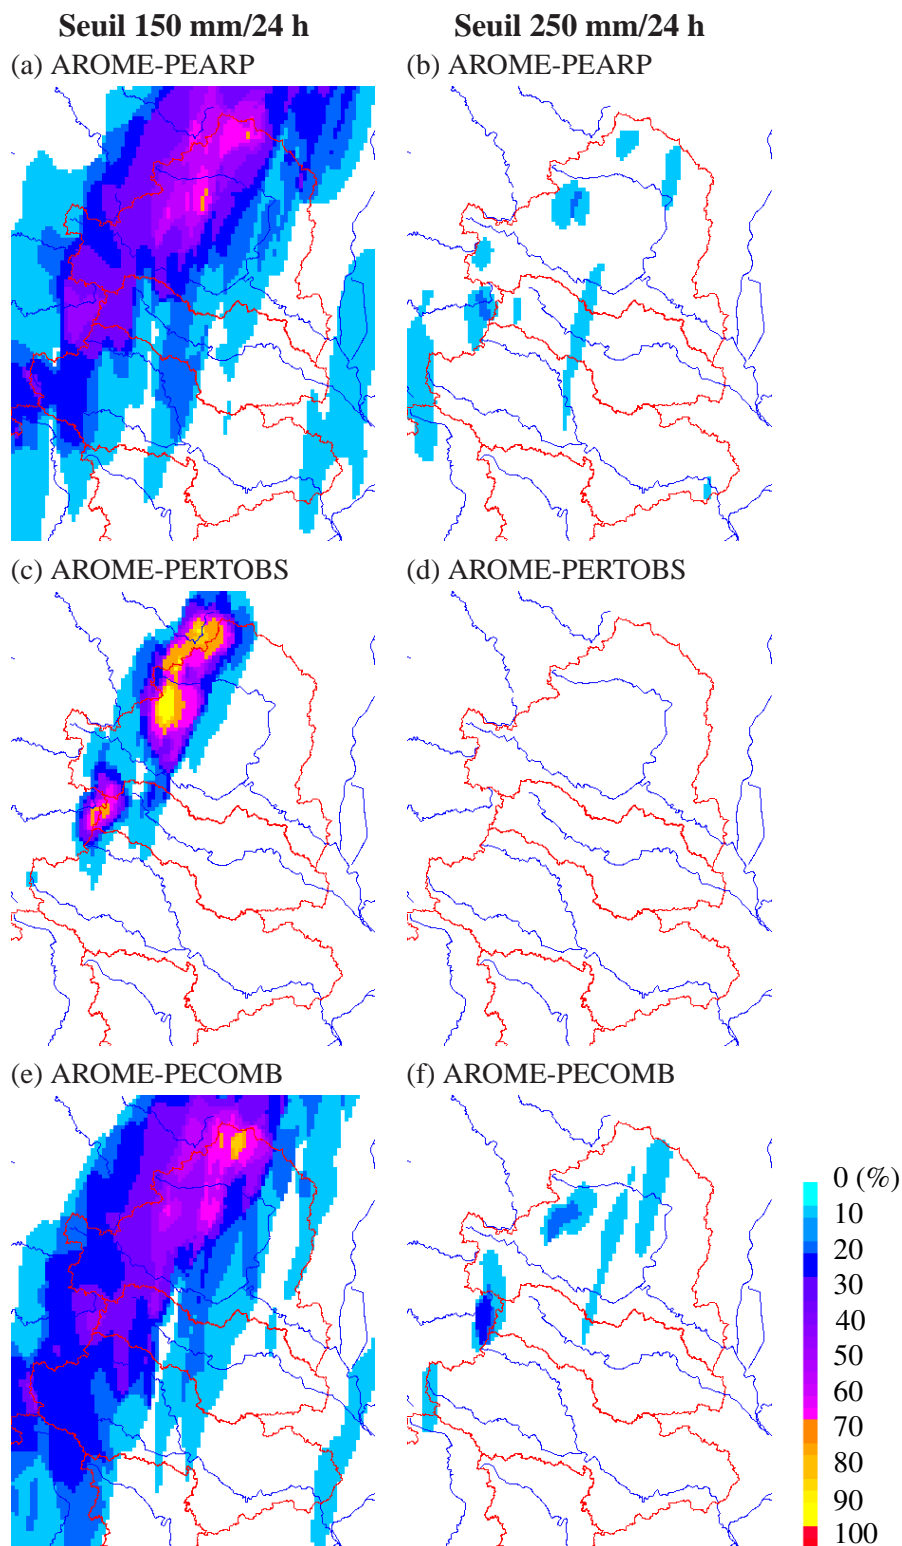 Seuil 150 mm/24 h
Seuil 250 mm/24 h
(a) AROME-PEARP
(b) AROME-PEARP
(c) AROME-PERTOBS
(d) AROME-PERTOBS
(e) AROME-PECOMB
(f) AROME-PECOMB
0 (%)
10
20
30
40
50
60
70
80
90
100